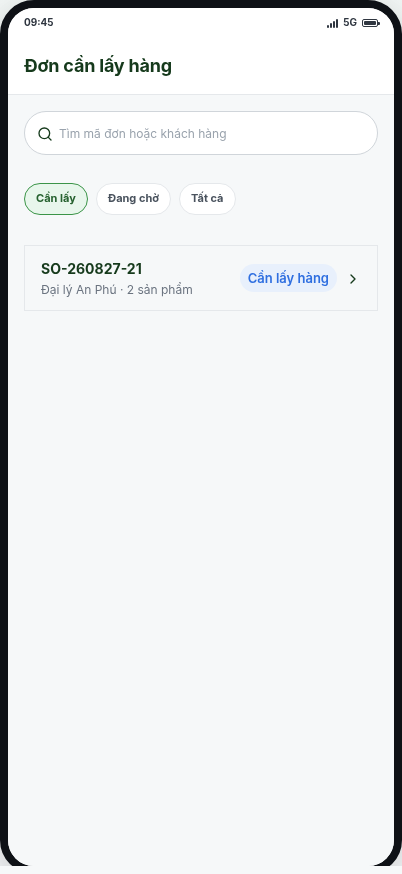 09:45 5G
Đơn cần lấy hàng
Tìm mã đơn hoặc khách hàng
Cần lấy Đang chờ Tất cả
SO-260827-21
Đại lý An Phú · 2 sản phẩm
Cần lấy hàng